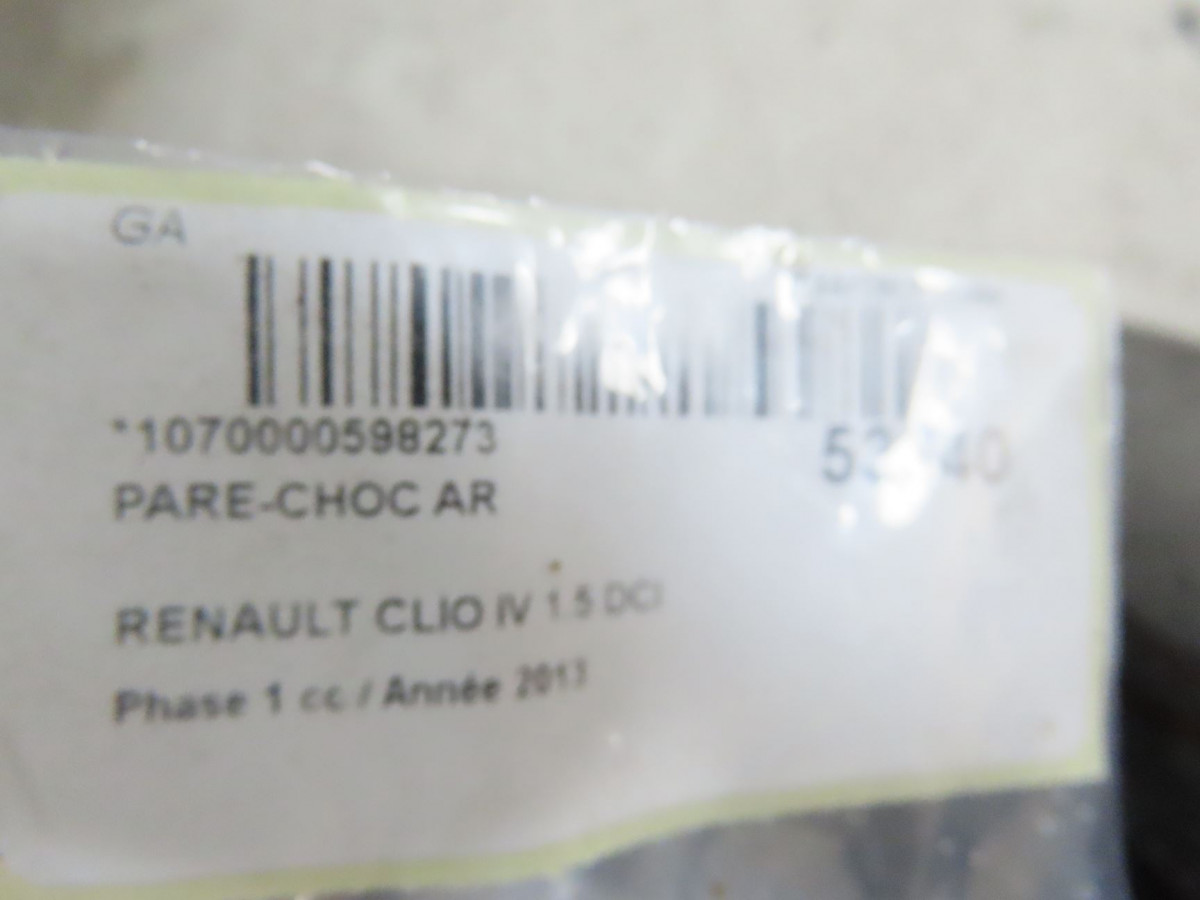 GA
*1070000598273
PARE-CHOC AR
RENAULT CLIO IV 1.5 DCI
Phase 1 cc / Année 2013